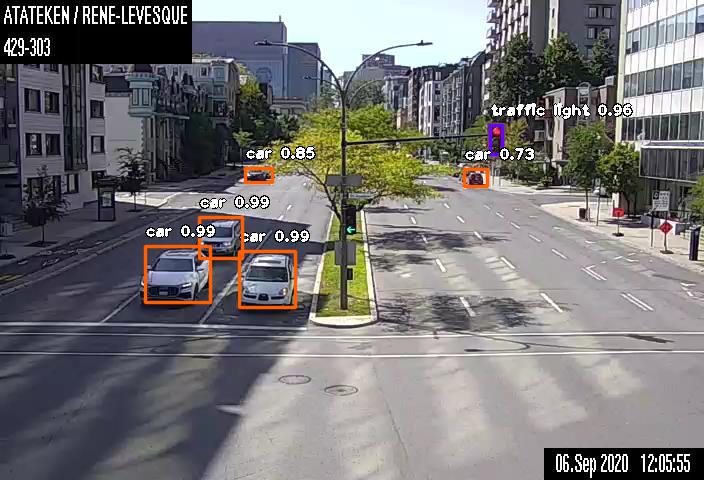 ATATEKEN / RENE-LEVESQUE
429-303
traffic light 0.96
car 0.85
car 0.73
car 0.99
car 0.99
car 0.99
06.Sep 2020 12:05:55